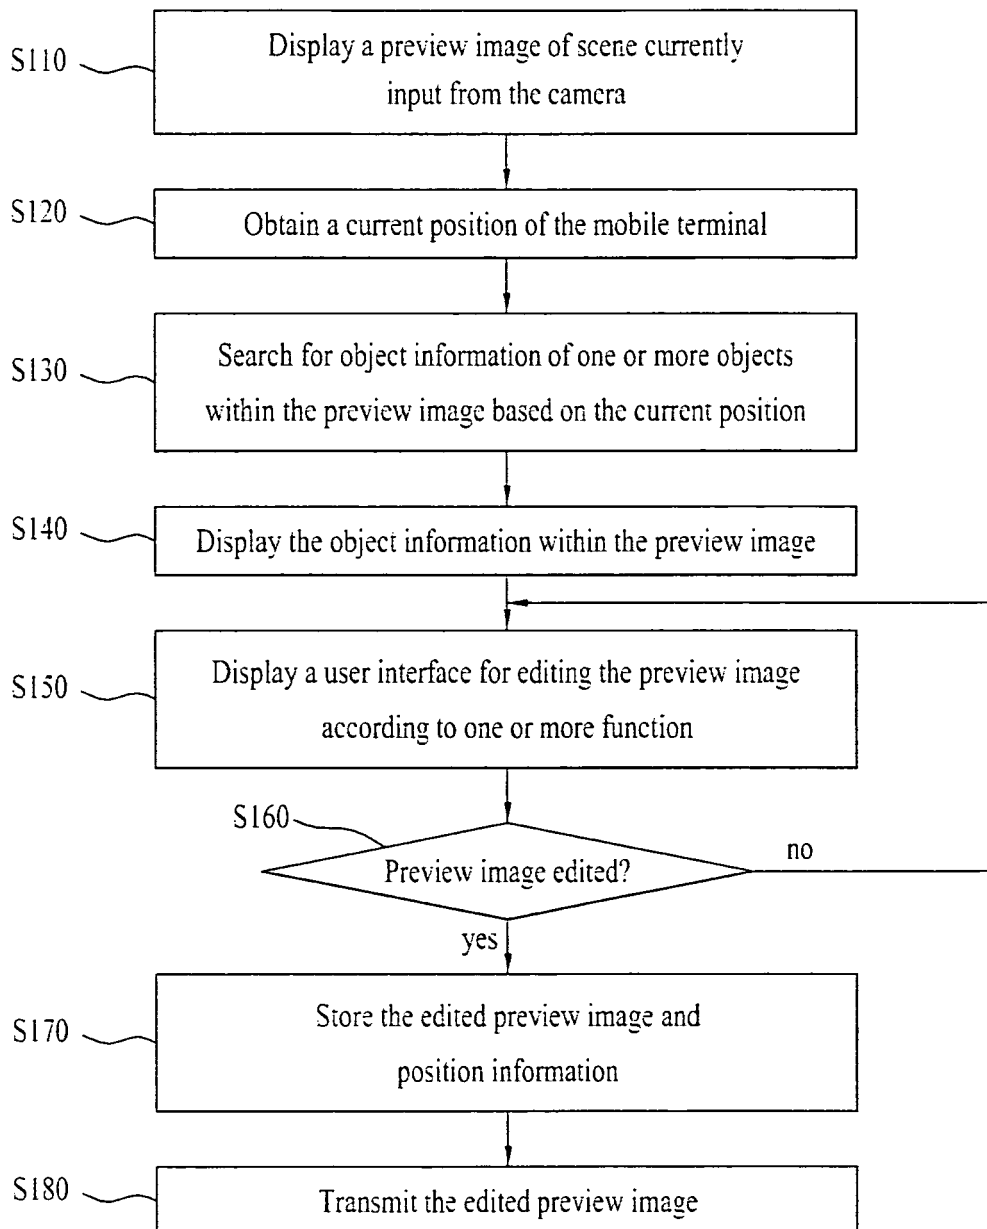 S110
Display a preview image of scene currently
input from the camera
S120
Obtain a current position of the mobile terminal
S130
Search for object information of one or more objects
within the preview image based on the current position
S140
Display the object information within the preview image
S150
Display a user interface for editing the preview image
according to one or more function
S160
Preview image edited?
no
yes
S170
Store the edited preview image and
position information
S180
Transmit the edited preview image